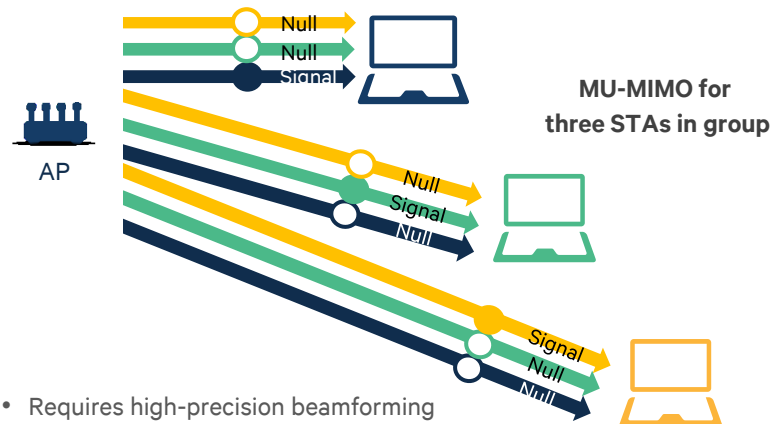 Null
Null
Signal
MU-MIMO for
three STAs in group
AP
Null
Signal
Null
Signal
Null
Null
• Requires high-precision beamforming